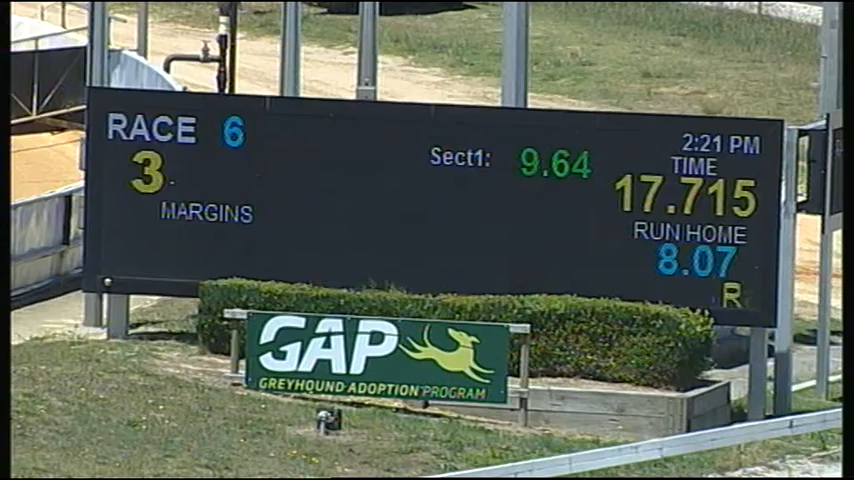 RACE 6
2:21 PM
3
Sect1: 9.64
TIME
17.715
MARGINS
RUN HOME
8.07
R
GAP
GREYHOUND ADOPTION PROGRAM